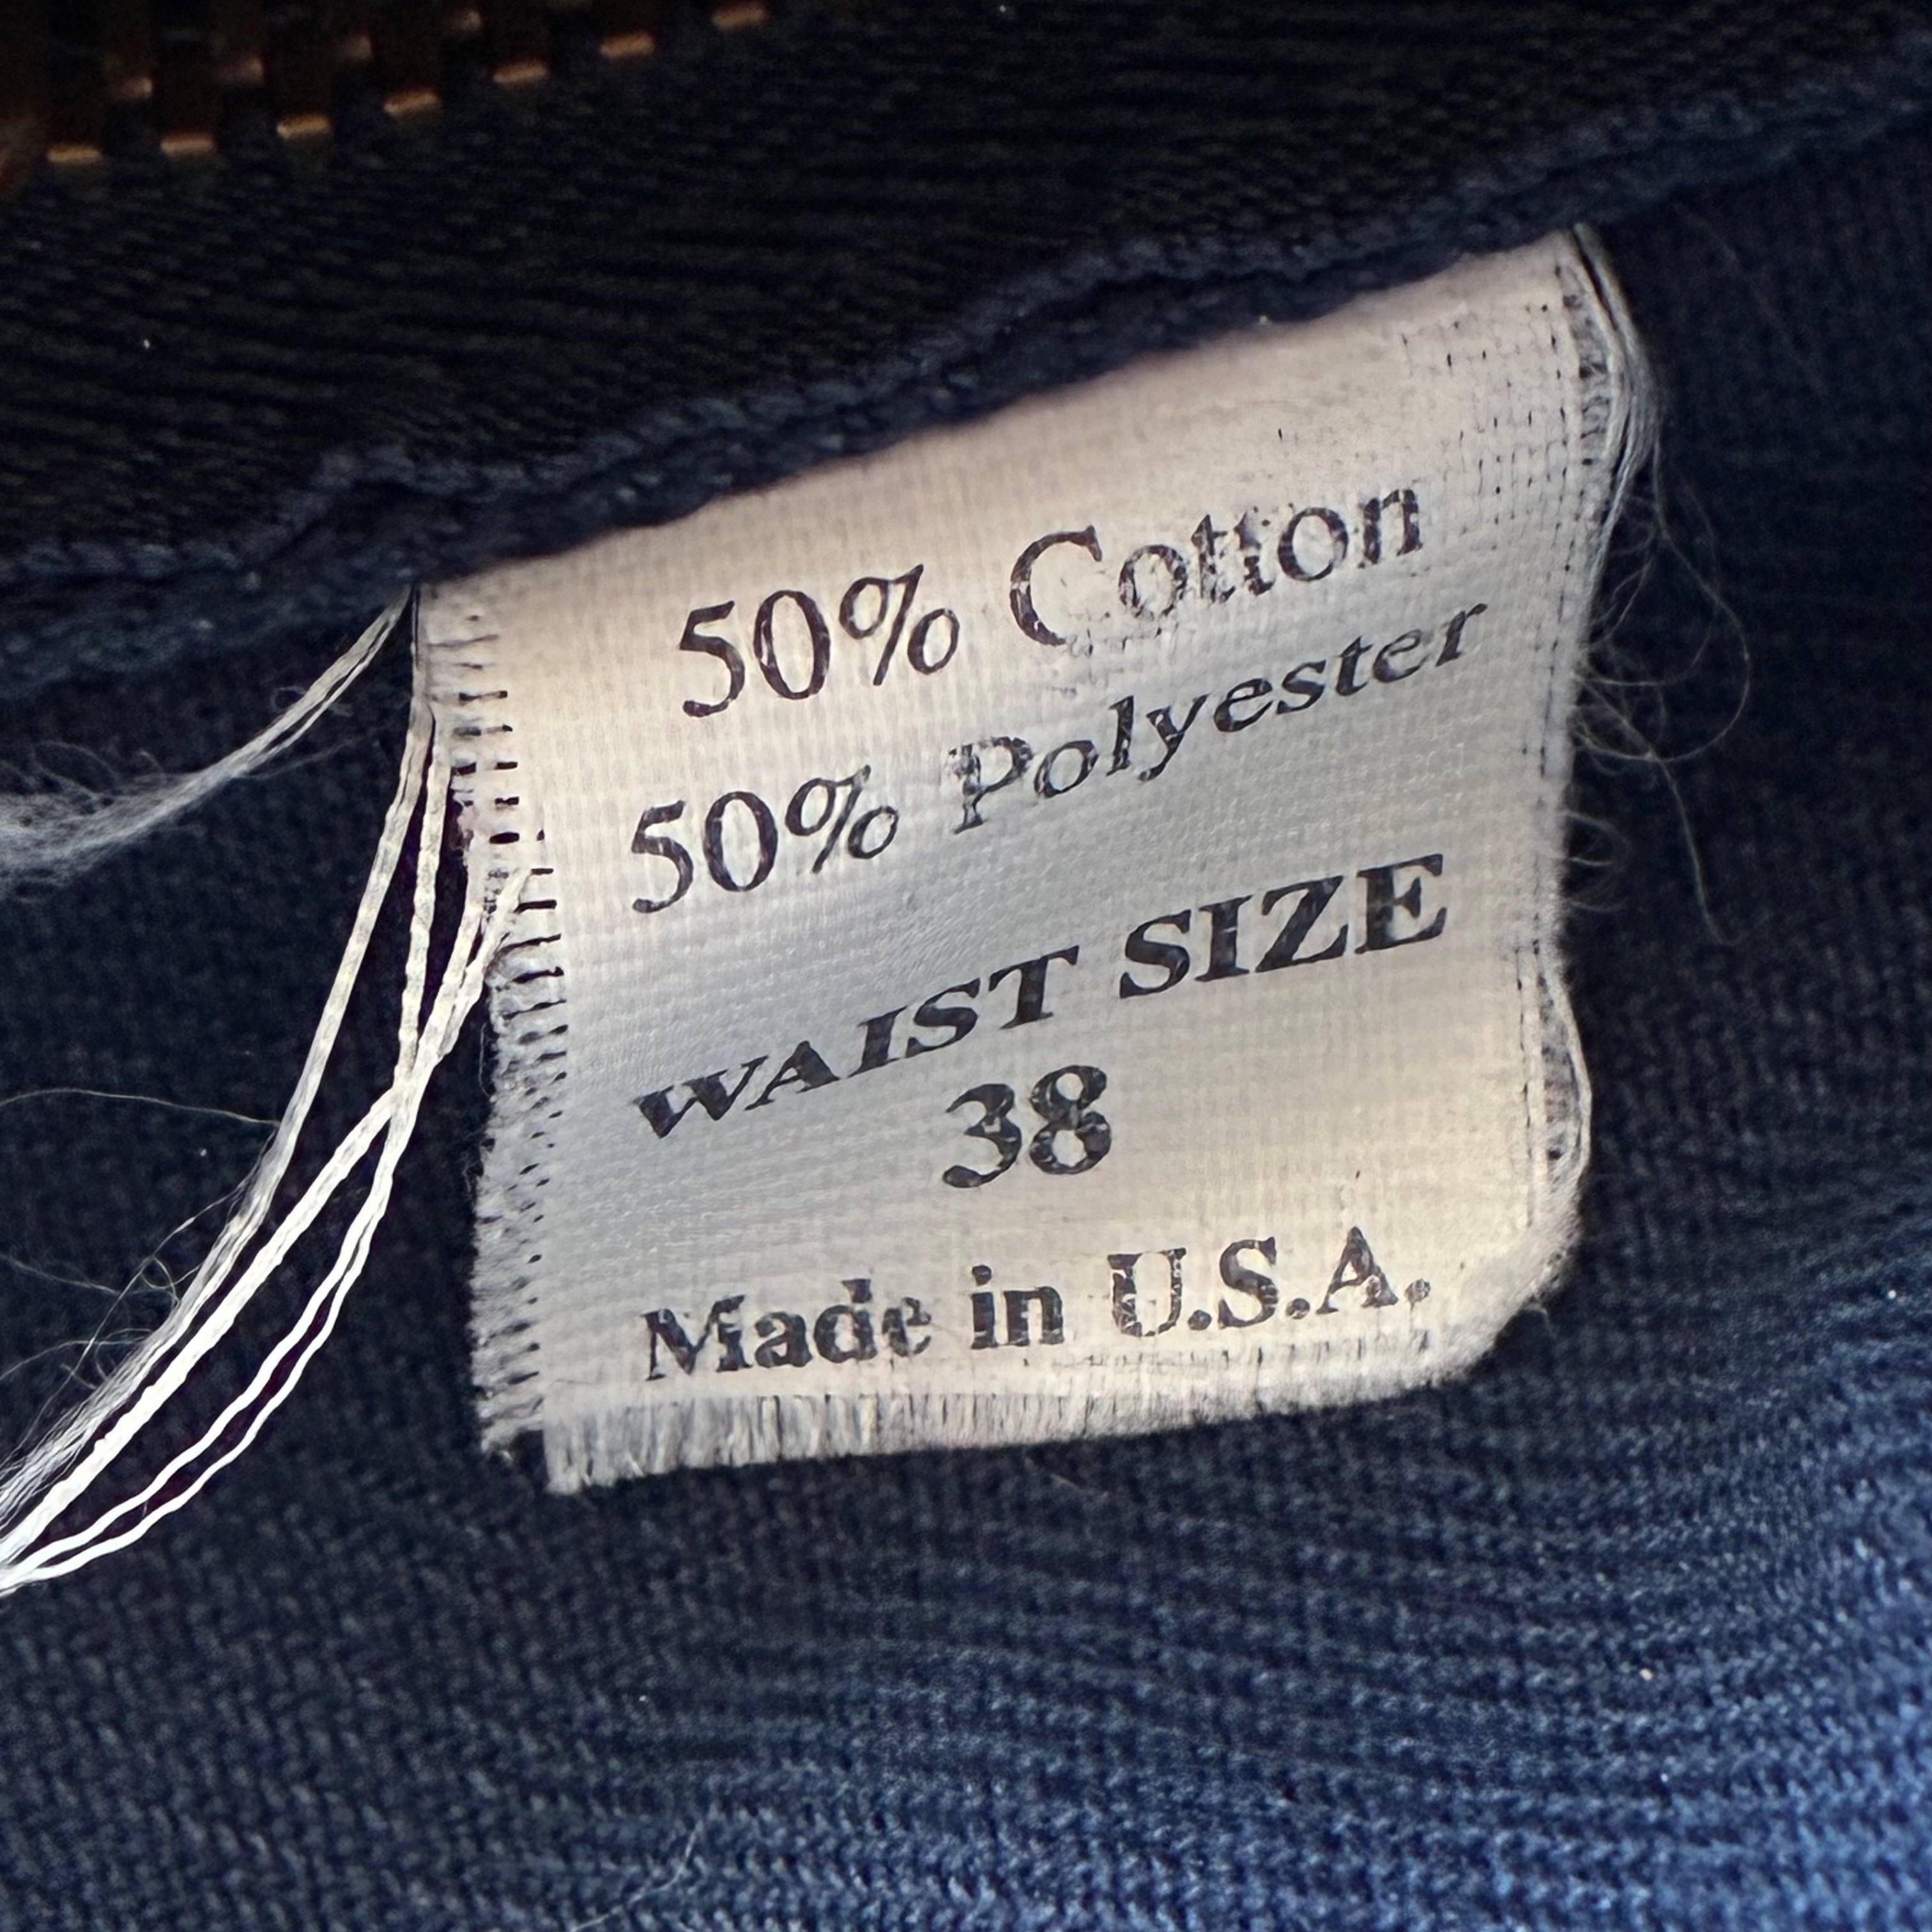 50% Cotton
50% Polyester
WAIST SIZE
38
Made in U.S.A.